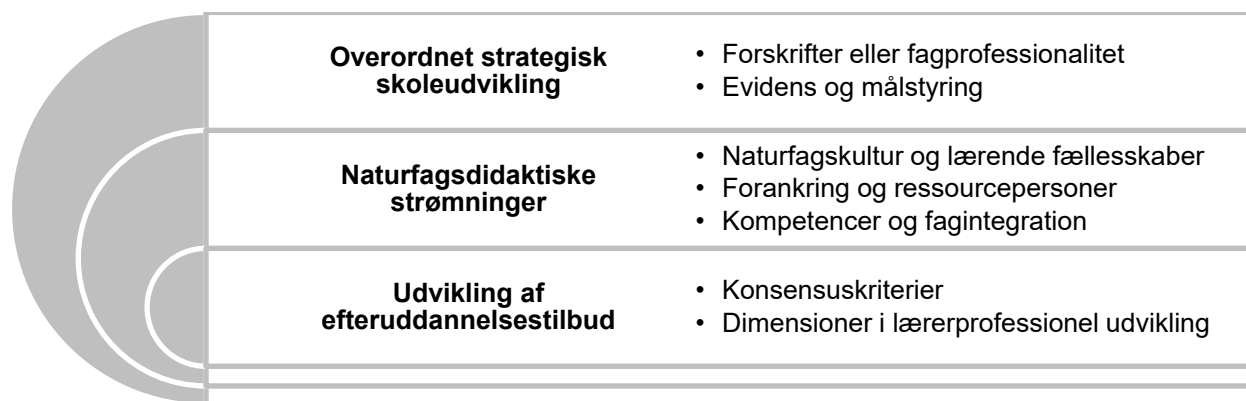 Overordnet strategisk
skoleudvikling
• Forskrifter eller fagprofessionalitet
• Evidens og målstyring
Naturfagsdidaktiske
strømninger
• Naturfagskultur og lærende fællesskaber
• Forankring og ressourcepersoner
• Kompetencer og fagintegration
Udvikling af
efteruddannelsestilbud
• Konsensuskriterier
• Dimensioner i lærerprofessionel udvikling